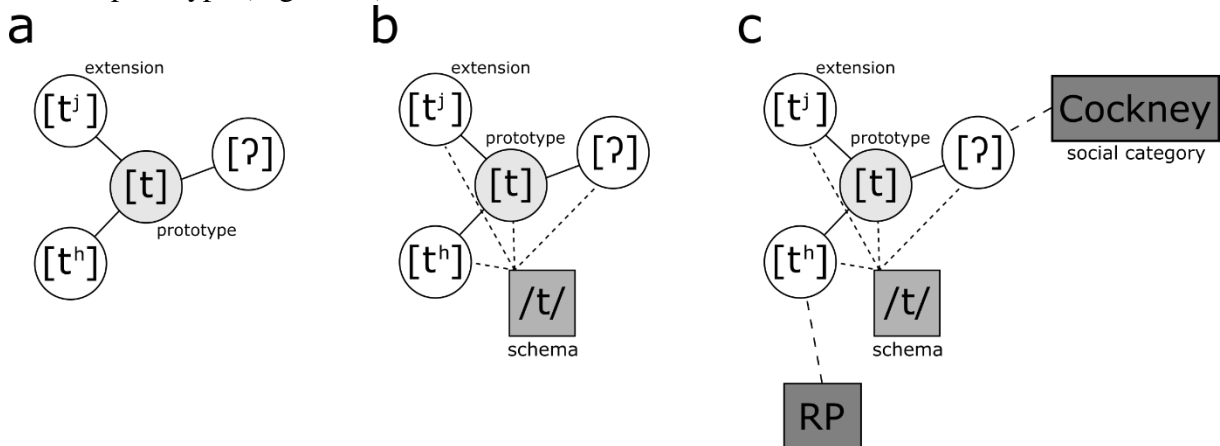 a
extension
[tʲ]
[ʔ]
[t]
prototype
[tʰ]
b
extension
[tʲ]
prototype
[ʔ]
[t]
[tʰ]
/t/
schema
c
extension
[tʲ]
Cockney
social category
prototype
[ʔ]
[t]
[tʰ]
/t/
schema
RP